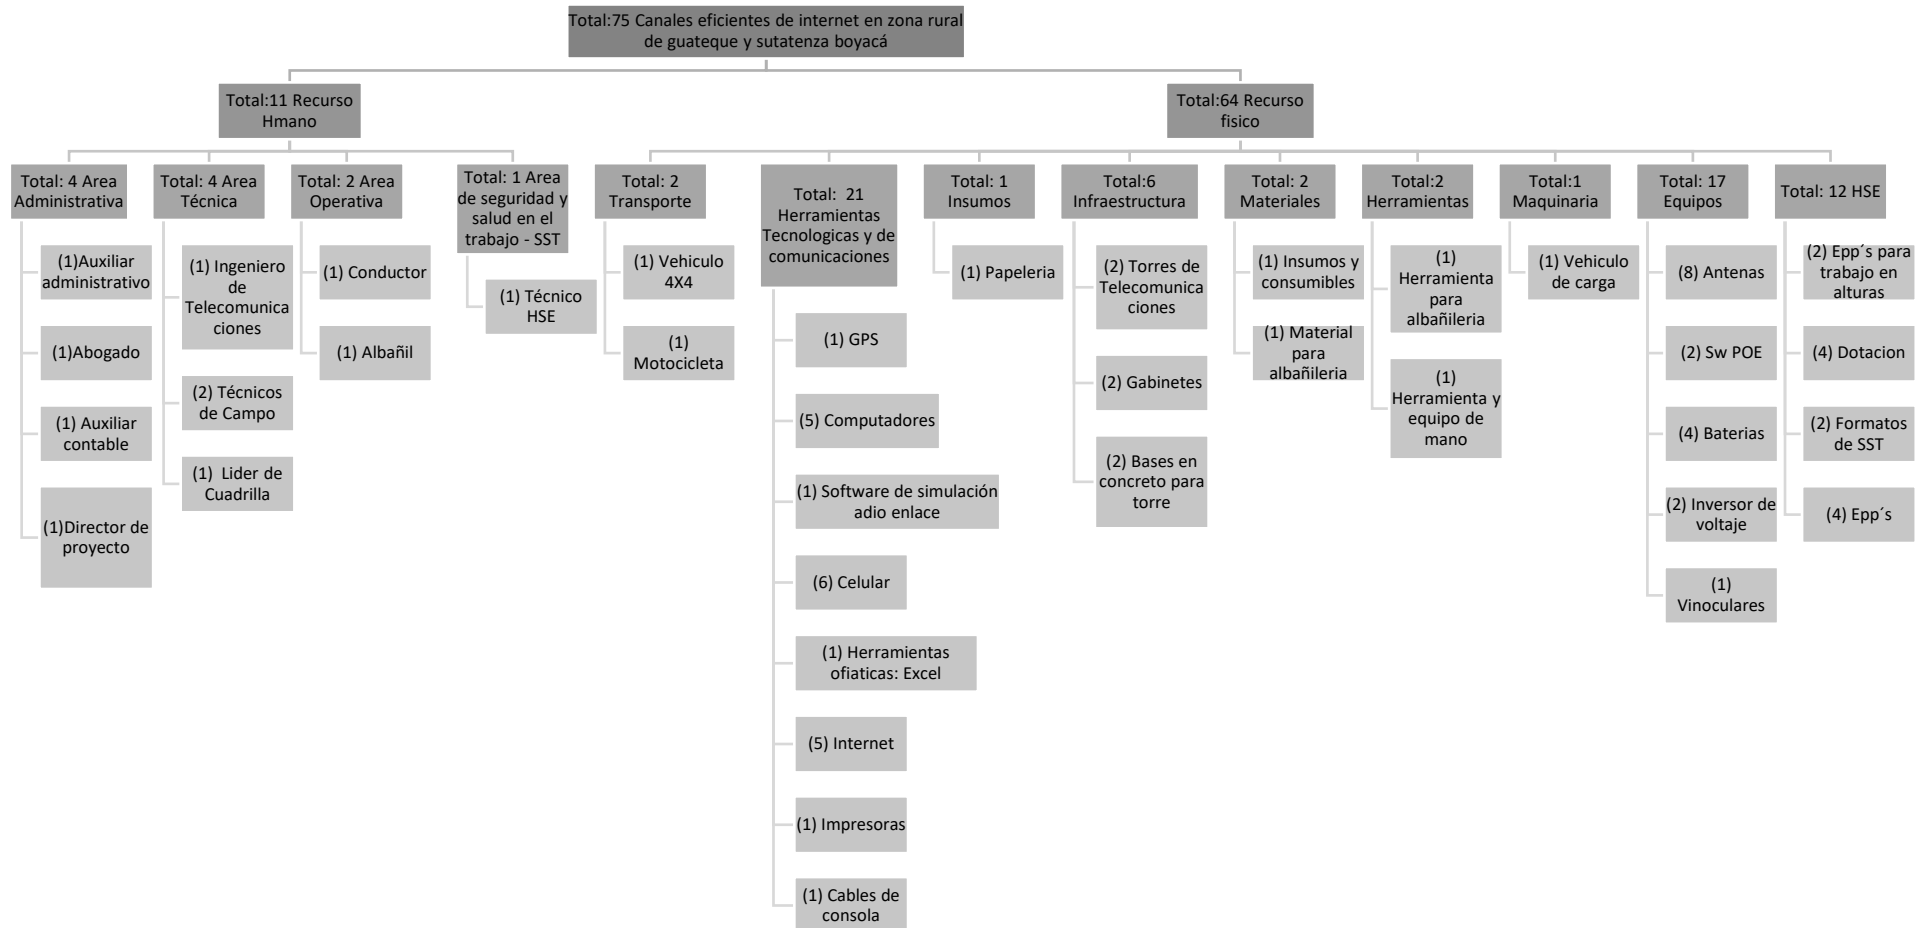 Total:75 Canales eficientes de internet en zona rural
de guateque y sutatenza boyacá
Total:11 Recurso
Hmano
Total:64 Recurso
fisico
Total: 4 Area
Administrativa
Total: 4 Area
Técnica
Total: 2 Area
Operativa
Total: 1 Area
de seguridad y
salud en el
trabajo - SST
Total: 2
Transporte
Total:  21
Herramientas
Tecnologicas y de
comunicaciones
Total: 1
Insumos
Total:6
Infraestructura
Total: 2
Materiales
Total:2
Herramientas
Total:1
Maquinaria
Total: 17
Equipos
Total: 12 HSE
(1)Auxiliar
administrativo
(1)Abogado
(1) Auxiliar
contable
(1)Director de
proyecto
(1) Ingeniero
de
Telecomunica
ciones
(2) Técnicos
de Campo
(1)  Lider de
Cuadrilla
(1) Conductor
(1) Albañil
(1) Técnico
HSE
(1) Vehiculo
4X4
(1)
Motocicleta
(1) GPS
(5) Computadores
(1) Software de simulación
adio enlace
(6) Celular
(1) Herramientas
ofiaticas: Excel
(5) Internet
(1) Impresoras
(1) Cables de
consola
(1) Papeleria
(2) Torres de
Telecomunica
ciones
(2) Gabinetes
(2) Bases en
concreto para
torre
(1) Insumos y
consumibles
(1) Material
para
albañileria
(1)
Herramienta
para
albañileria
(1)
Herramienta y
equipo de
mano
(1) Vehiculo
de carga
(8) Antenas
(2) Sw POE
(4) Baterias
(2) Inversor de
voltaje
(1)
Vinoculares
(2) Epp´s para
trabajo en
alturas
(4) Dotacion
(2) Formatos
de SST
(4) Epp´s